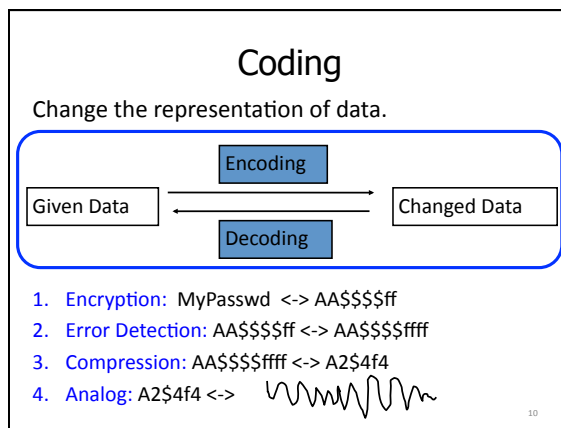 Coding
Change the representation of data.
Encoding
Given Data
Changed Data
Decoding
1. Encryption: MyPasswd <-> AA$$$$ff
2. Error Detection: AA$$$$ff <-> AA$$$$ffff
3. Compression: AA$$$$ffff <-> A2$4f4
4. Analog: A2$4f4 <->
10